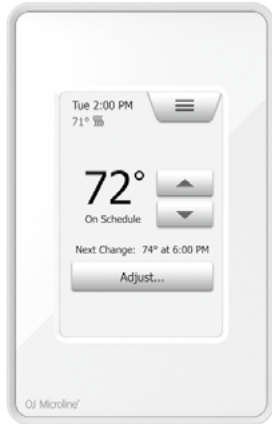 Tue 2:00 PM
71°
72°
On Schedule
Next Change: 74° at 6:00 PM
Adjust...
OJ Microline®